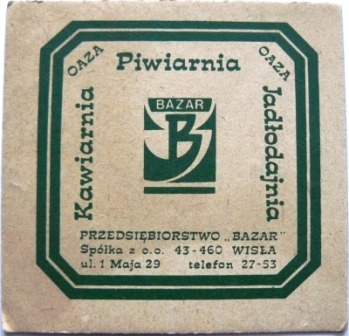 OAZA
Piwiarnia
OAZA
Kawiarnia
Jadłodajnia
BAZAR
B
PRZEDSIĘBIORSTWO „BAZAR"
Spółka z o.o. 43-460 WISŁA
ul. 1 Maja 29 telefon 27-53